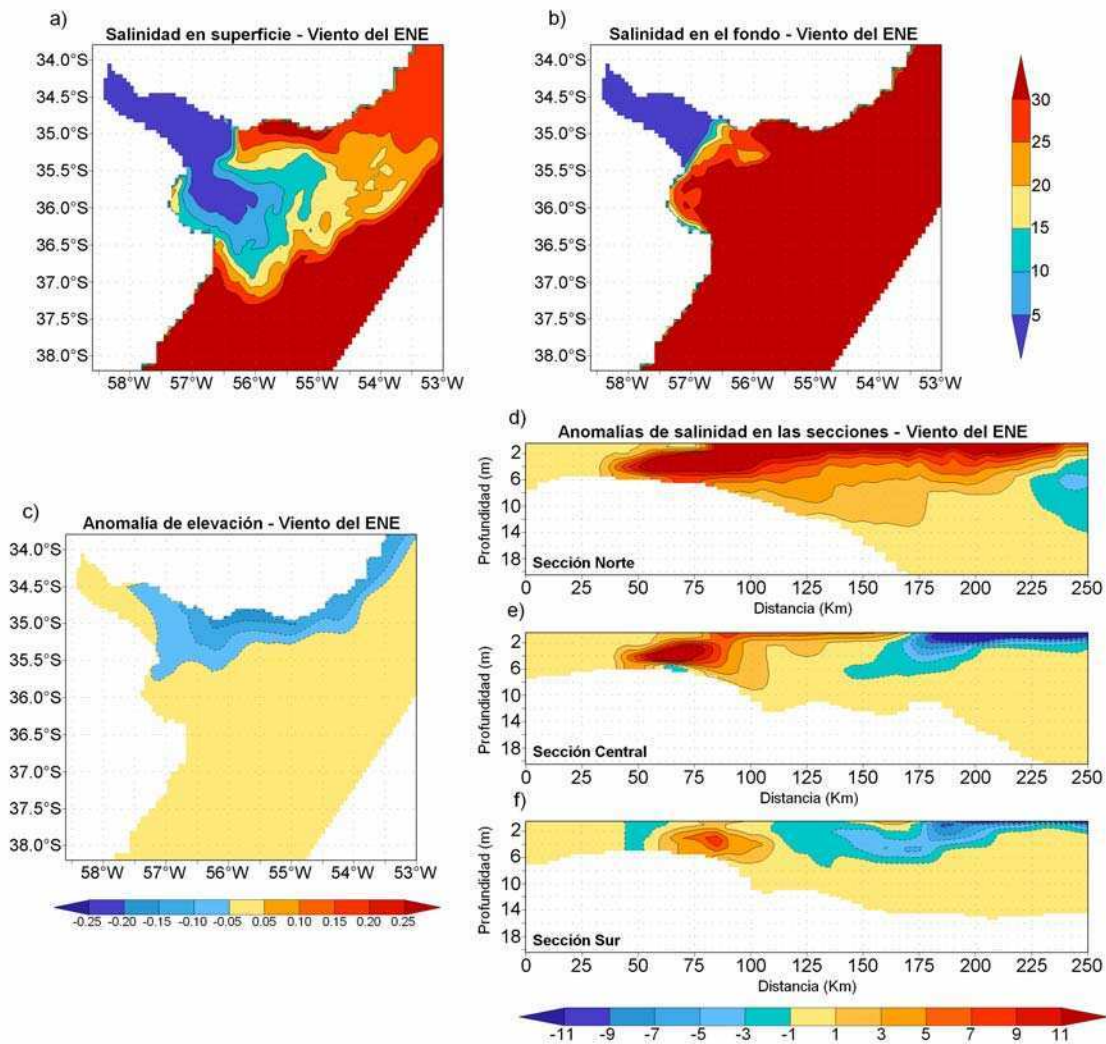 a)
Salinidad en superficie - Viento del ENE
34.0°S
34.5°S
35.0°S
35.5°S
36.0°S
36.5°S
37.0°S
37.5°S
38.0°S
58°W 57°W 56°W 55°W 54°W 53°W
b)
Salinidad en el fondo - Viento del ENE
34.0°S
34.5°S
35.0°S
35.5°S
36.0°S
36.5°S
37.0°S
37.5°S
38.0°S
58°W 57°W 56°W 55°W 54°W 53°W
30
25
20
15
10
5
c)
Anomalía de elevación - Viento del ENE
34.0°S
34.5°S
35.0°S
35.5°S
36.0°S
36.5°S
37.0°S
37.5°S
38.0°S
58°W 57°W 56°W 55°W 54°W 53°W
-0.25 -0.20 -0.15 -0.10 -0.05 0.05 0.10 0.15 0.20 0.25
d)
Anomalías de salinidad en las secciones - Viento del ENE
Profundidad (m)
2
6
10
14
18
Sección Norte
0 25 50 75 100 125 150 175 200 225 250
Distancia (Km)
e)
Profundidad (m)
2
6
10
14
18
Sección Central
0 25 50 75 100 125 150 175 200 225 250
Distancia (Km)
f)
Profundidad (m)
2
6
10
14
18
Sección Sur
0 25 50 75 100 125 150 175 200 225 250
Distancia (Km)
-11 -9 -7 -5 -3 -1 1 3 5 7 9 11